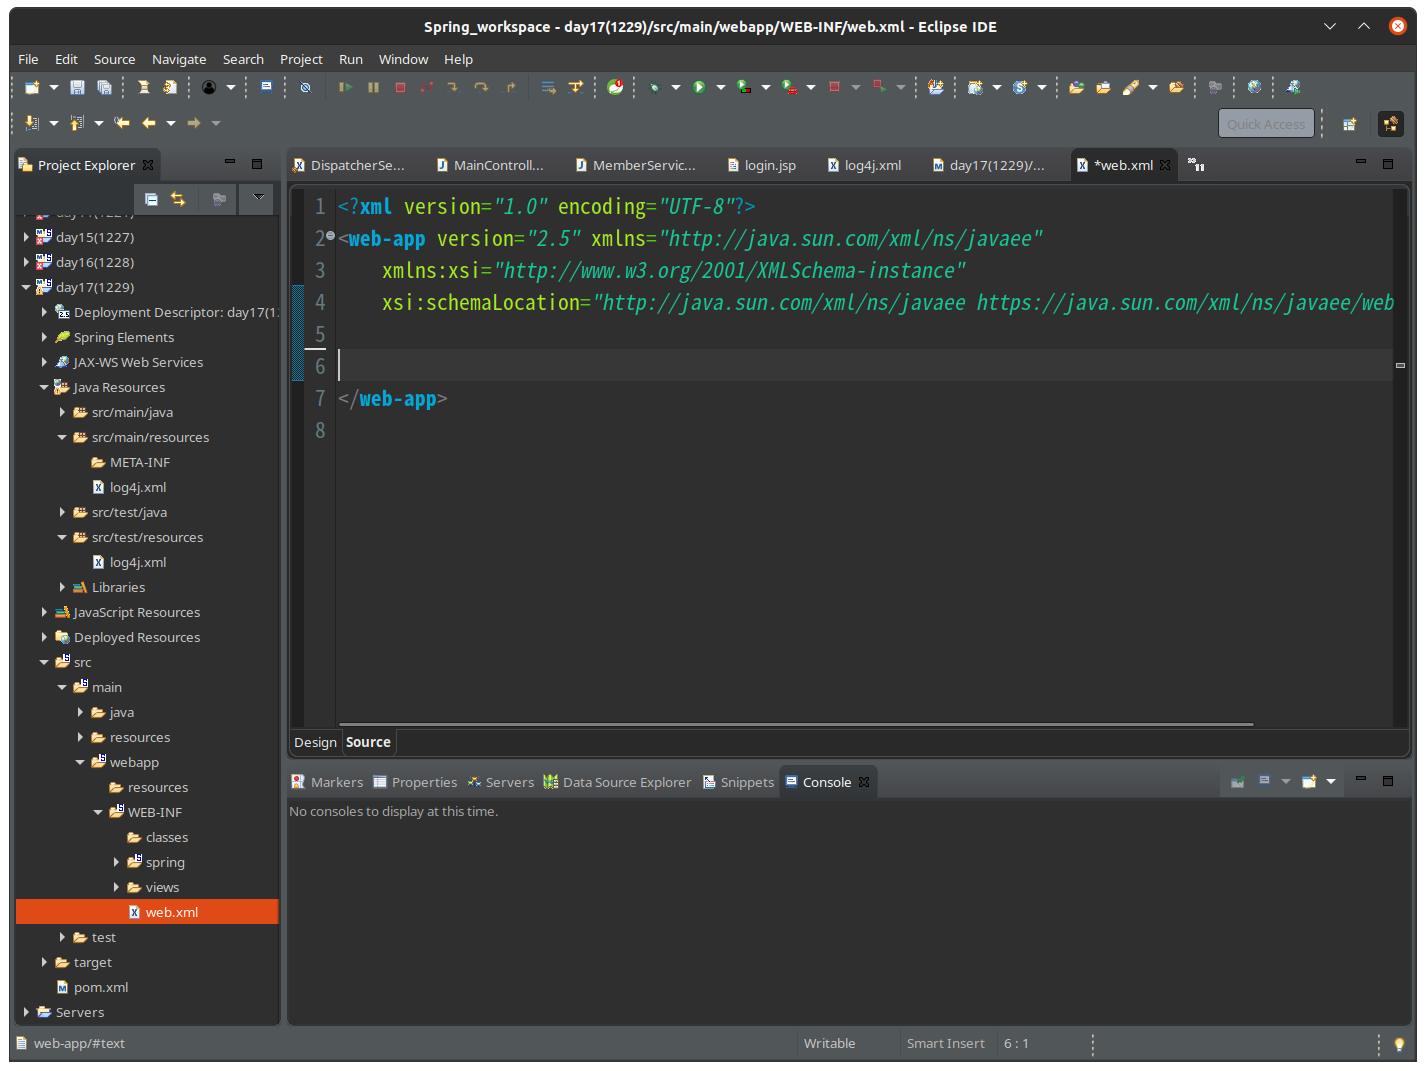 Spring_workspace - day17(1229)/src/main/webapp/WEB-INF/web.xml - Eclipse IDE
File Edit Source Navigate Search Project Run Window Help
Quick Access
Project Explorer
day15(1227)
day16(1228)
day17(1229)
Deployment Descriptor: day17(1
Spring Elements
JAX-WS Web Services
Java Resources
src/main/java
src/main/resources
META-INF
log4j.xml
src/test/java
src/test/resources
log4j.xml
Libraries
JavaScript Resources
Deployed Resources
src
main
java
resources
webapp
resources
WEB-INF
classes
spring
views
web.xml
test
target
pom.xml
Servers
DispatcherSe... MainControll... MemberServic... login.jsp log4j.xml day17(1229)/... *web.xml 11
1 <?xml version="1.0" encoding="UTF-8"?>
2 <web-app version="2.5" xmlns="http://java.sun.com/xml/ns/javaee"
3 xmlns:xsi="http://www.w3.org/2001/XMLSchema-instance"
4 xsi:schemaLocation="http://java.sun.com/xml/ns/javaee https://java.sun.com/xml/ns/javaee/web
5
6
7 </web-app>
8
Design Source
Markers Properties Servers Data Source Explorer Snippets Console
No consoles to display at this time.
web-app/#text Writable Smart Insert 6 : 1